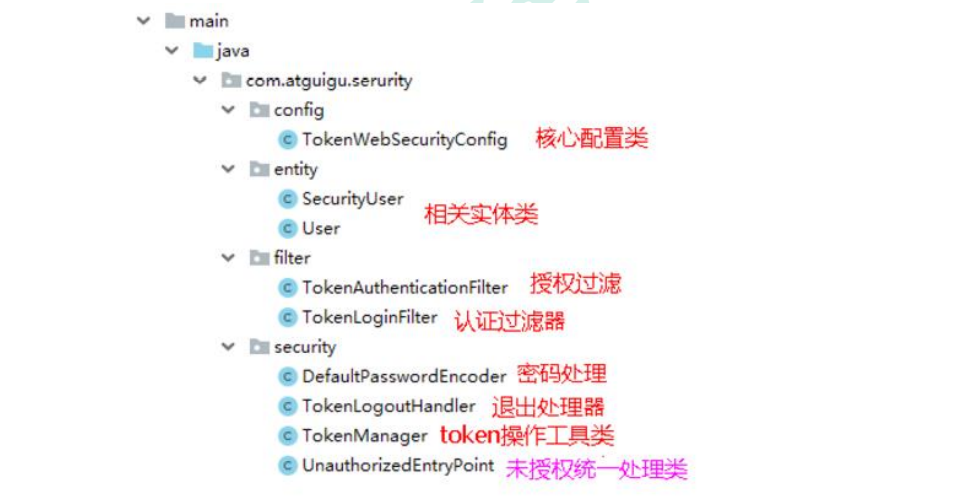 main
java
com.atguigu.serurity
config
TokenWebSecurityConfig 核心配置类
entity
SecurityUser
相关实体类
User
filter
TokenAuthenticationFilter 授权过滤
TokenLoginFilter 认证过滤器
security
DefaultPasswordEncoder 密码处理
TokenLogoutHandler 退出处理器
TokenManager token操作工具类
UnauthorizedEntryPoint 未授权统一处理类